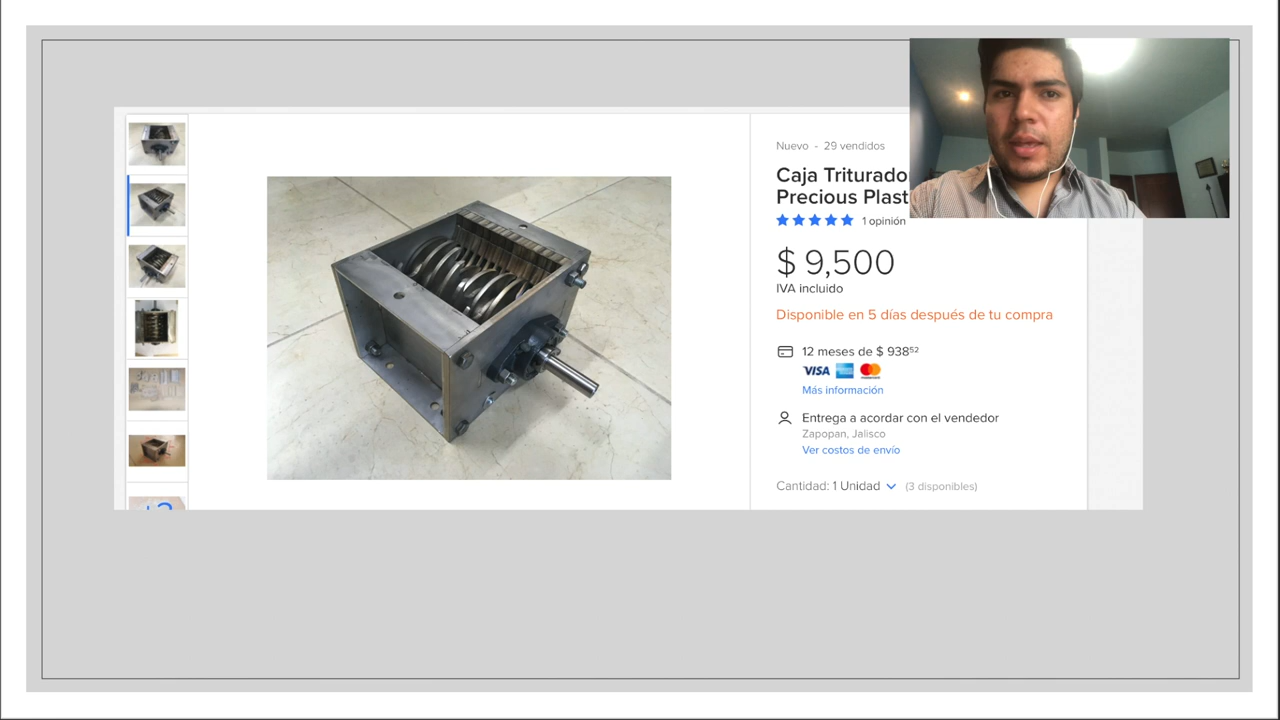 Nuevo - 29 vendidos
Caja Triturado
Precious Plast
1 opinión
$ 9,500
IVA incluido
Disponible en 5 días después de tu compra
12 meses de $ 938⁵²
VISA
Más información
Entrega a acordar con el vendedor
Zapopan, Jalisco
Ver costos de envío
Cantidad: 1 Unidad (3 disponibles)